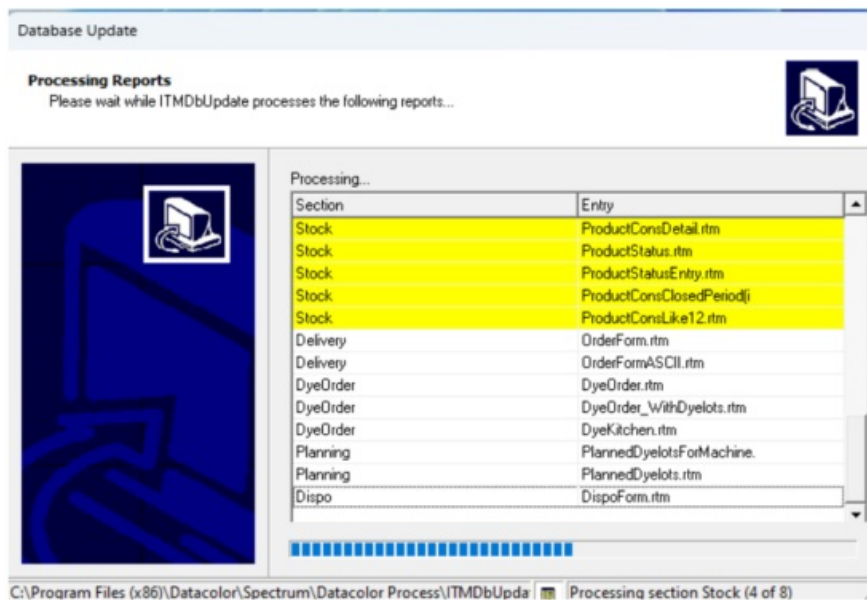 Database Update
Processing Reports
Please wait while ITMDbUpdate processes the following reports...
Processing...
Section Entry
Stock ProductConsDetail.rtm
Stock ProductStatus.rtm
Stock ProductStatusEntry.rtm
Stock ProductConsClosedPeriod(i
Stock ProductConsLike12.rtm
Delivery OrderForm.rtm
Delivery OrderFormASCII.rtm
DyeOrder DyeOrder.rtm
DyeOrder DyeOrder_WithDyelots.rtm
DyeOrder DyeKitchen.rtm
Planning PlannedDyelotsForMachine.
Planning PlannedDyelots.rtm
Dispo DispoForm.rtm
C:\Program Files (x86)\Datacolor\Spectrum\Datacolor Process\ITMDbUpda Processing section Stock (4 of 8)